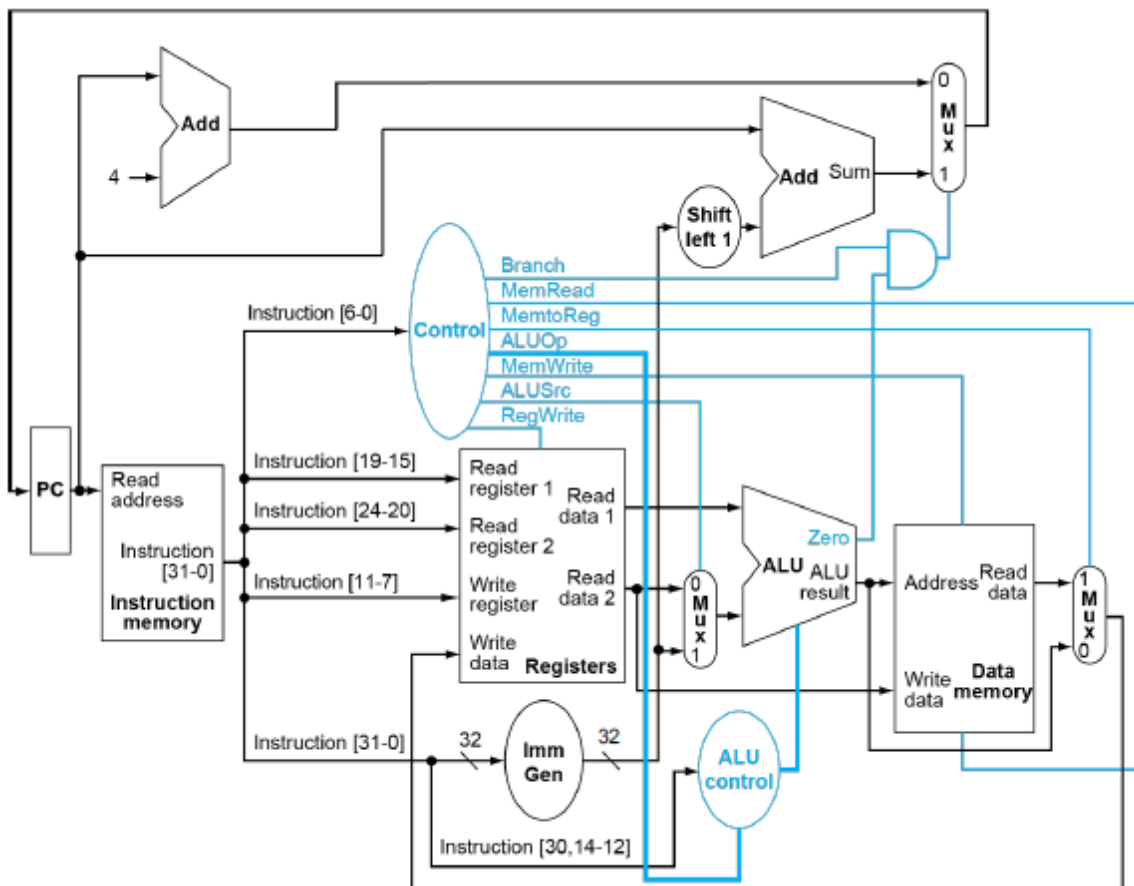 Add
4
0
Mux
1
Add Sum
Shift
left 1
Branch
MemRead
MemtoReg
ALUOp
MemWrite
ALUSrc
RegWrite
Control
Instruction [6-0]
PC
Read
address
Instruction
[31-0]
Instruction
memory
Instruction [19-15]
Instruction [24-20]
Instruction [11-7]
Read
register 1
Read
register 2
Write
register
Write
data
Read
data 1
Read
data 2
Registers
0
Mux
1
Zero
ALU
ALU
result
Address
Read
data
Write
data
Data
memory
1
Mux
0
Instruction [31-0]
32
Imm
Gen
32
ALU
control
Instruction [30,14-12]